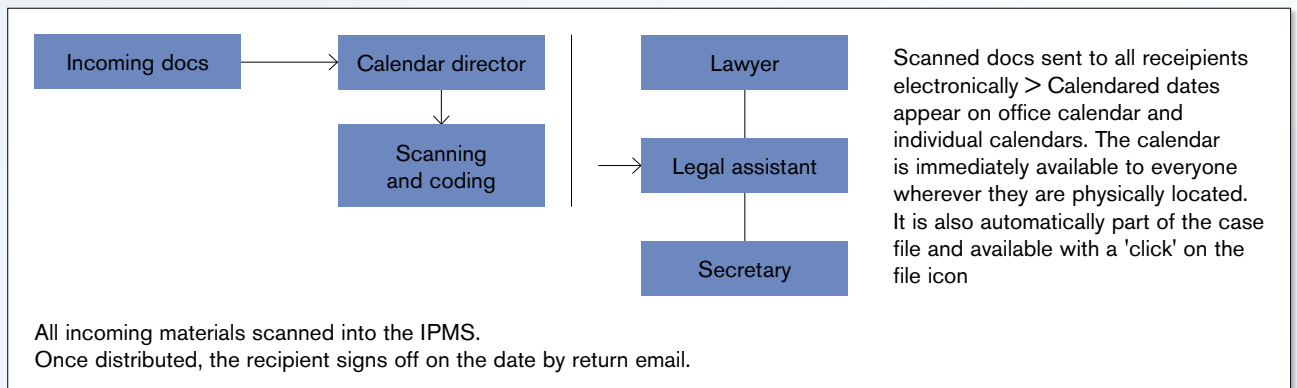 Incoming docs
Calendar director
Scanning
and coding
Lawyer
Legal assistant
Secretary
Scanned docs sent to all receipients
electronically > Calendared dates
appear on office calendar and
individual calendars. The calendar
is immediately available to everyone
wherever they are physically located.
It is also automatically part of the case
file and available with a 'click' on the
file icon
All incoming materials scanned into the IPMS.
Once distributed, the recipient signs off on the date by return email.